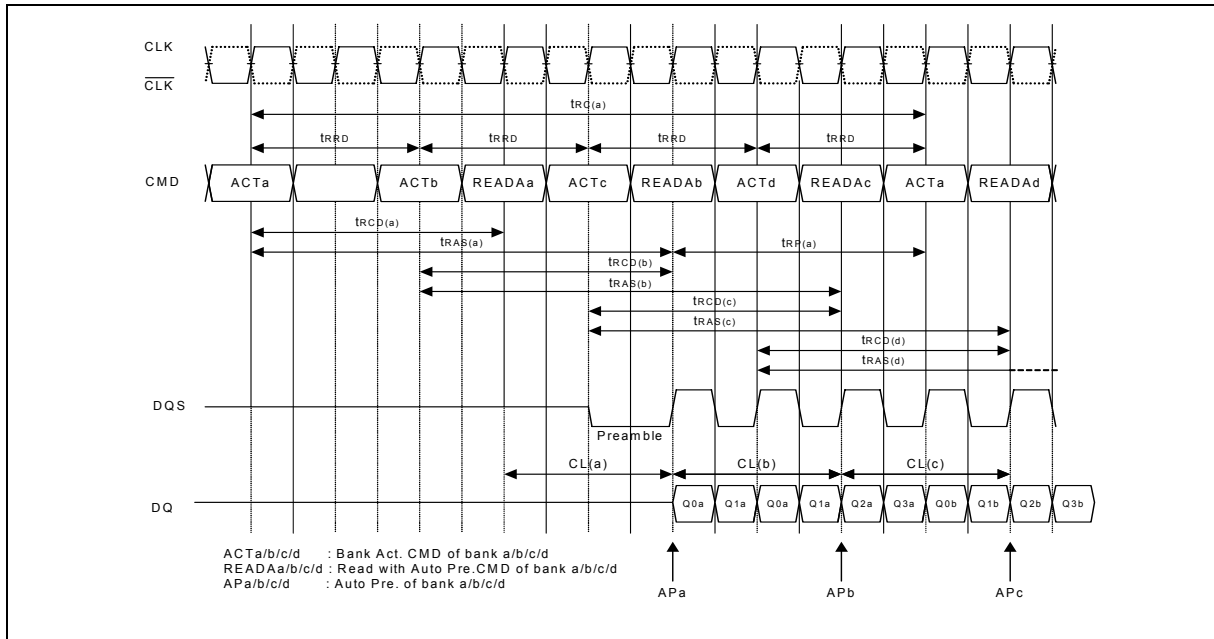 CLK
CLK
tRC(a)
tRRD tRRD tRRD tRRD
CMD ACTa ACTb READAa ACTc READAb ACTd READAc ACTa READAd
tRCD(a)
tRAS(a) tRP(a)
tRCD(b)
tRAS(b)
tRCD(c)
tRAS(c)
tRCD(d)
tRAS(d)
DQS
Preamble
CL(a) CL(b) CL(c)
DQ Q0a Q1a Q0a Q1a Q2a Q3a Q0b Q1b Q2b Q3b
ACTa/b/c/d : Bank Act. CMD of bank a/b/c/d
READAa/b/c/d : Read with Auto Pre.CMD of bank a/b/c/d
APa/b/c/d : Auto Pre. of bank a/b/c/d
APa APb APc